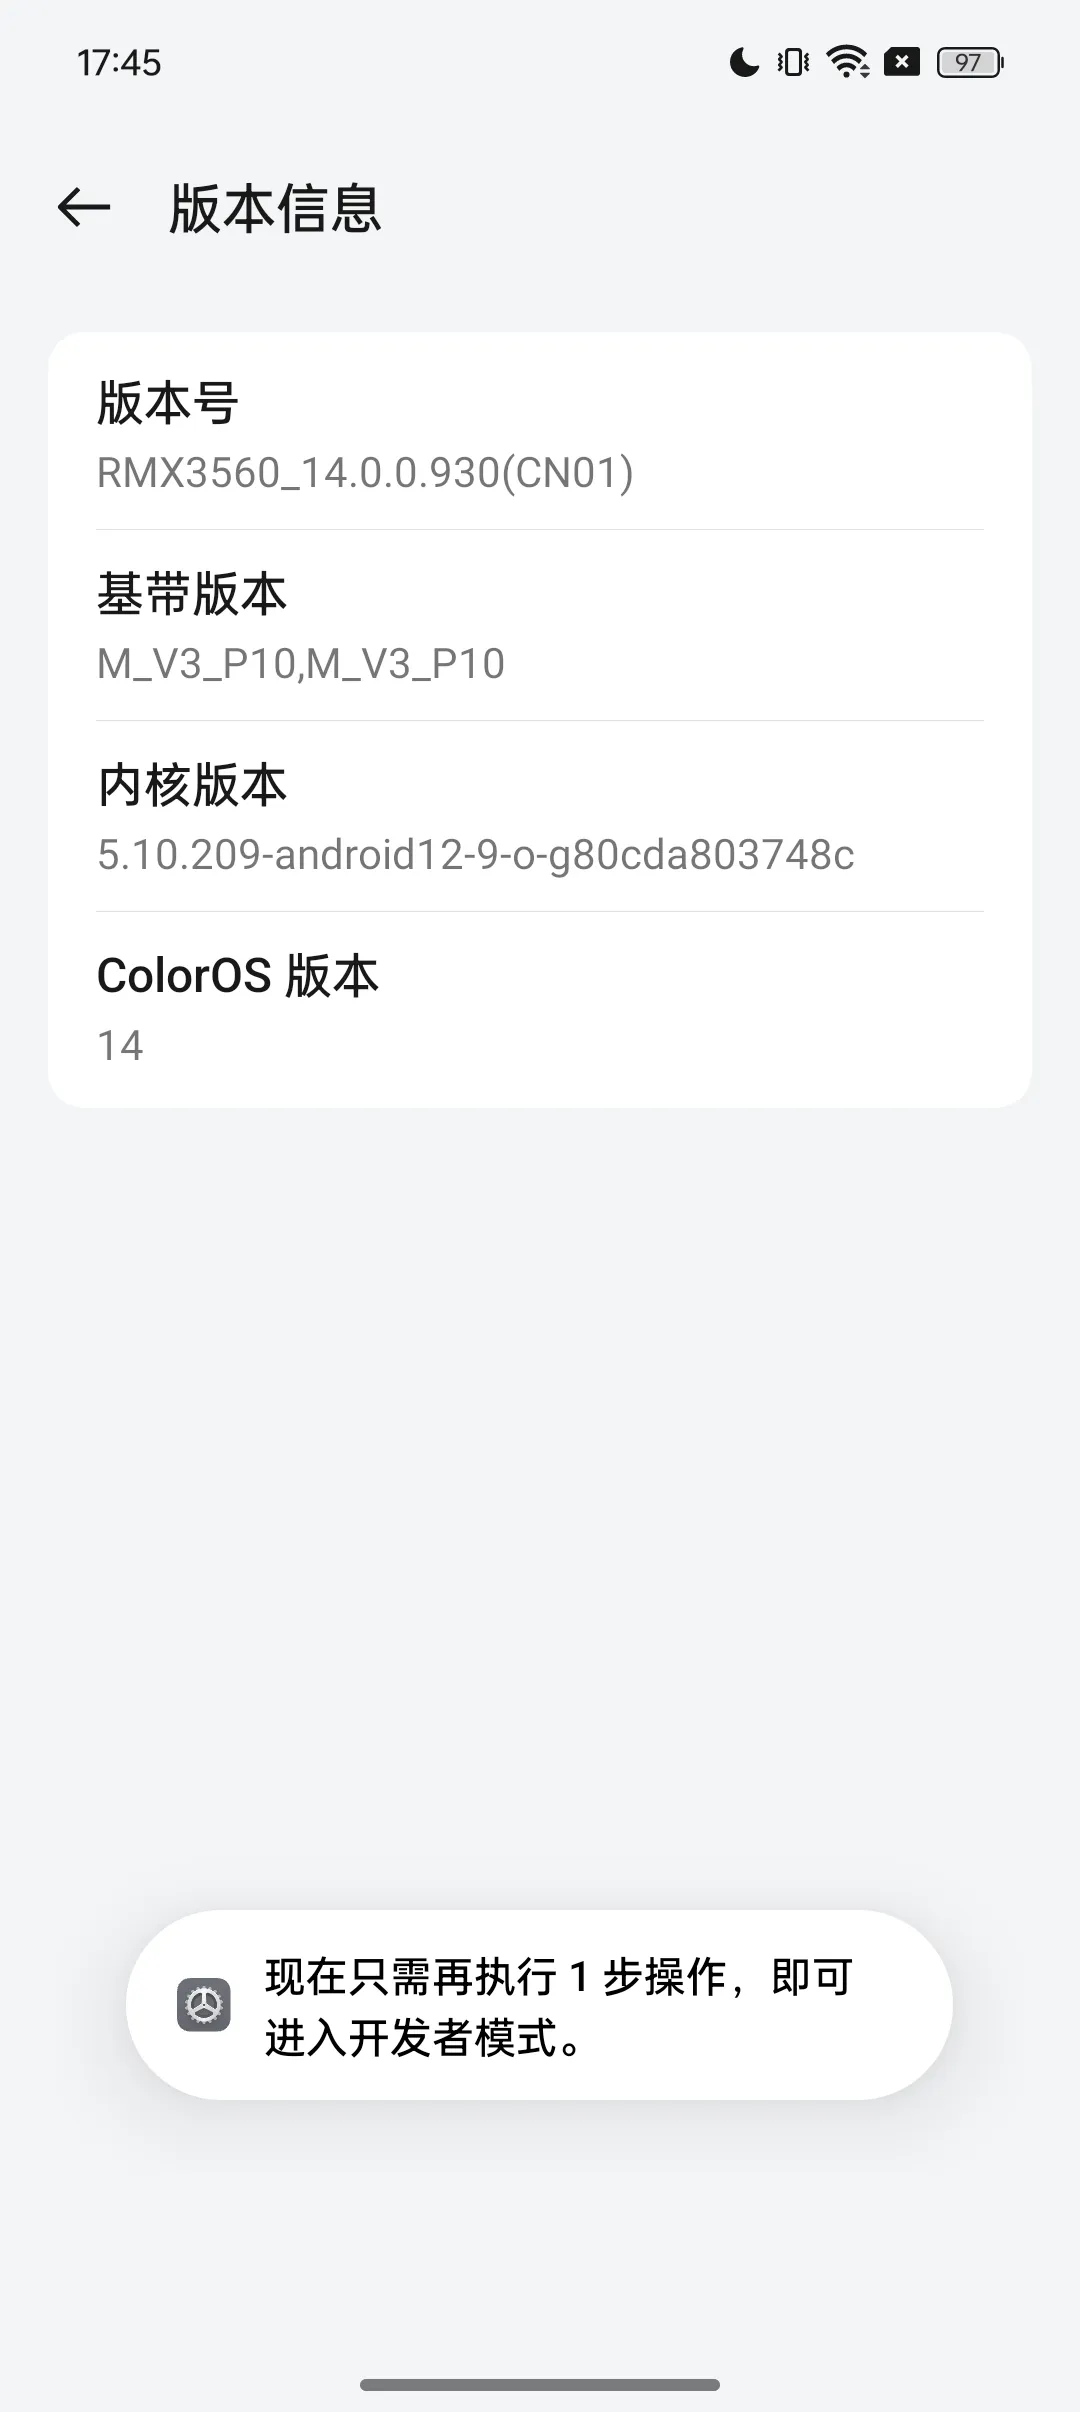 17:45
97
版本信息
版本号
RMX3560_14.0.0.930(CN01)
基带版本
M_V3_P10,M_V3_P10
内核版本
5.10.209-android12-9-o-g80cda803748c
ColorOS 版本
14
现在只需再执行 1 步操作，即可
进入开发者模式。